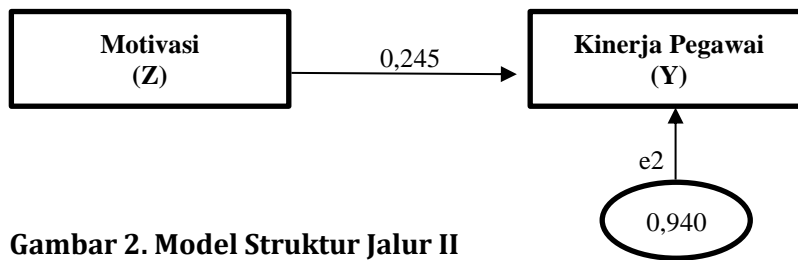 Motivasi
(Z)
0,245
Kinerja Pegawai
(Y)
e2
0,940
Gambar 2. Model Struktur Jalur II